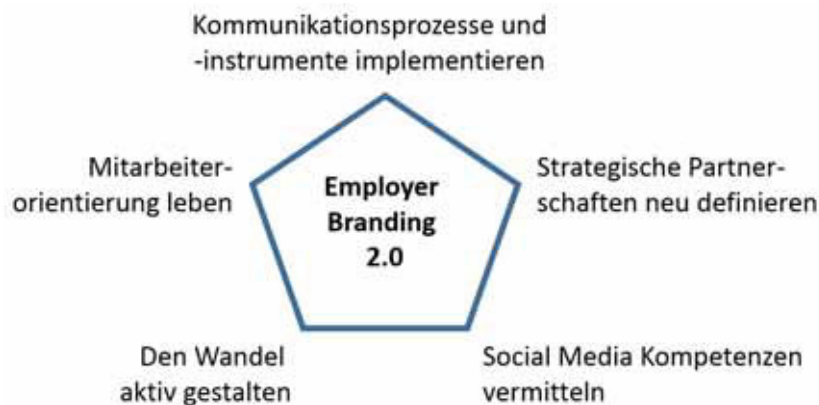 Kommunikationsprozesse und
-instrumente implementieren
Mitarbeiter-
orientierung leben
Employer
Branding
2.0
Strategische Partner-
schaften neu definieren
Den Wandel
aktiv gestalten
Social Media Kompetenzen
vermitteln